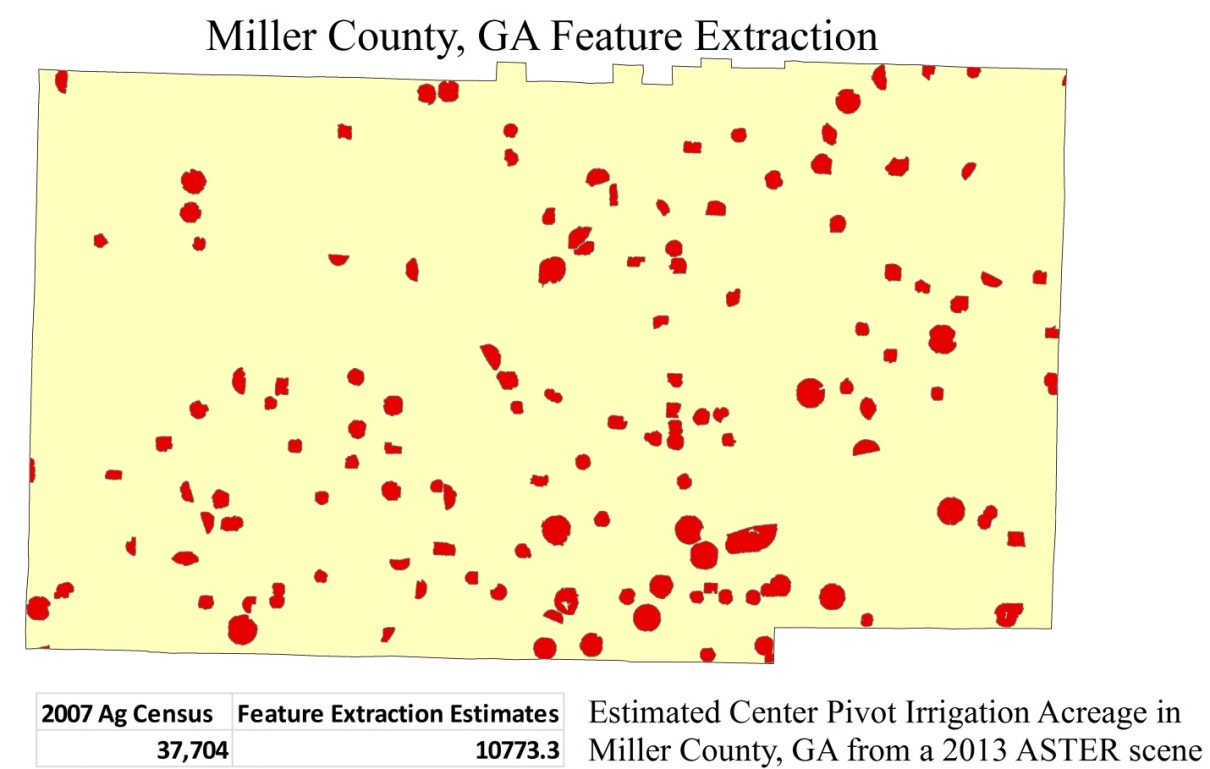 Miller County, GA Feature Extraction
2007 Ag Census Feature Extraction Estimates
37,704 10773.3
Estimated Center Pivot Irrigation Acreage in
Miller County, GA from a 2013 ASTER scene